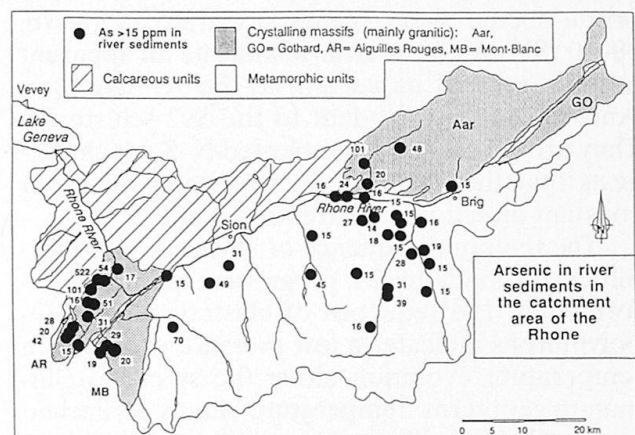 As >15 ppm in
river sediments
Crystalline massifs (mainly granitic): Aar,
GO= Gothard, AR= Aiguilles Rouges, MB= Mont-Blanc
Calcareous units
Metamorphic units
Vevey
Lake
Geneva
GO
Aar
101
48
20
15
Brig
16
24
16
Rhone River
Rhone River
Sion
15
27
14
16
15
18
15
19
31
28
15
522
54
17
15
49
45
15
31
15
101
16
51
39
28
20
42
31
29
70
16
15
19
20
AR
MB
Arsenic in river
sediments in
the catchment
area of the
Rhone
0 5 10 20 km